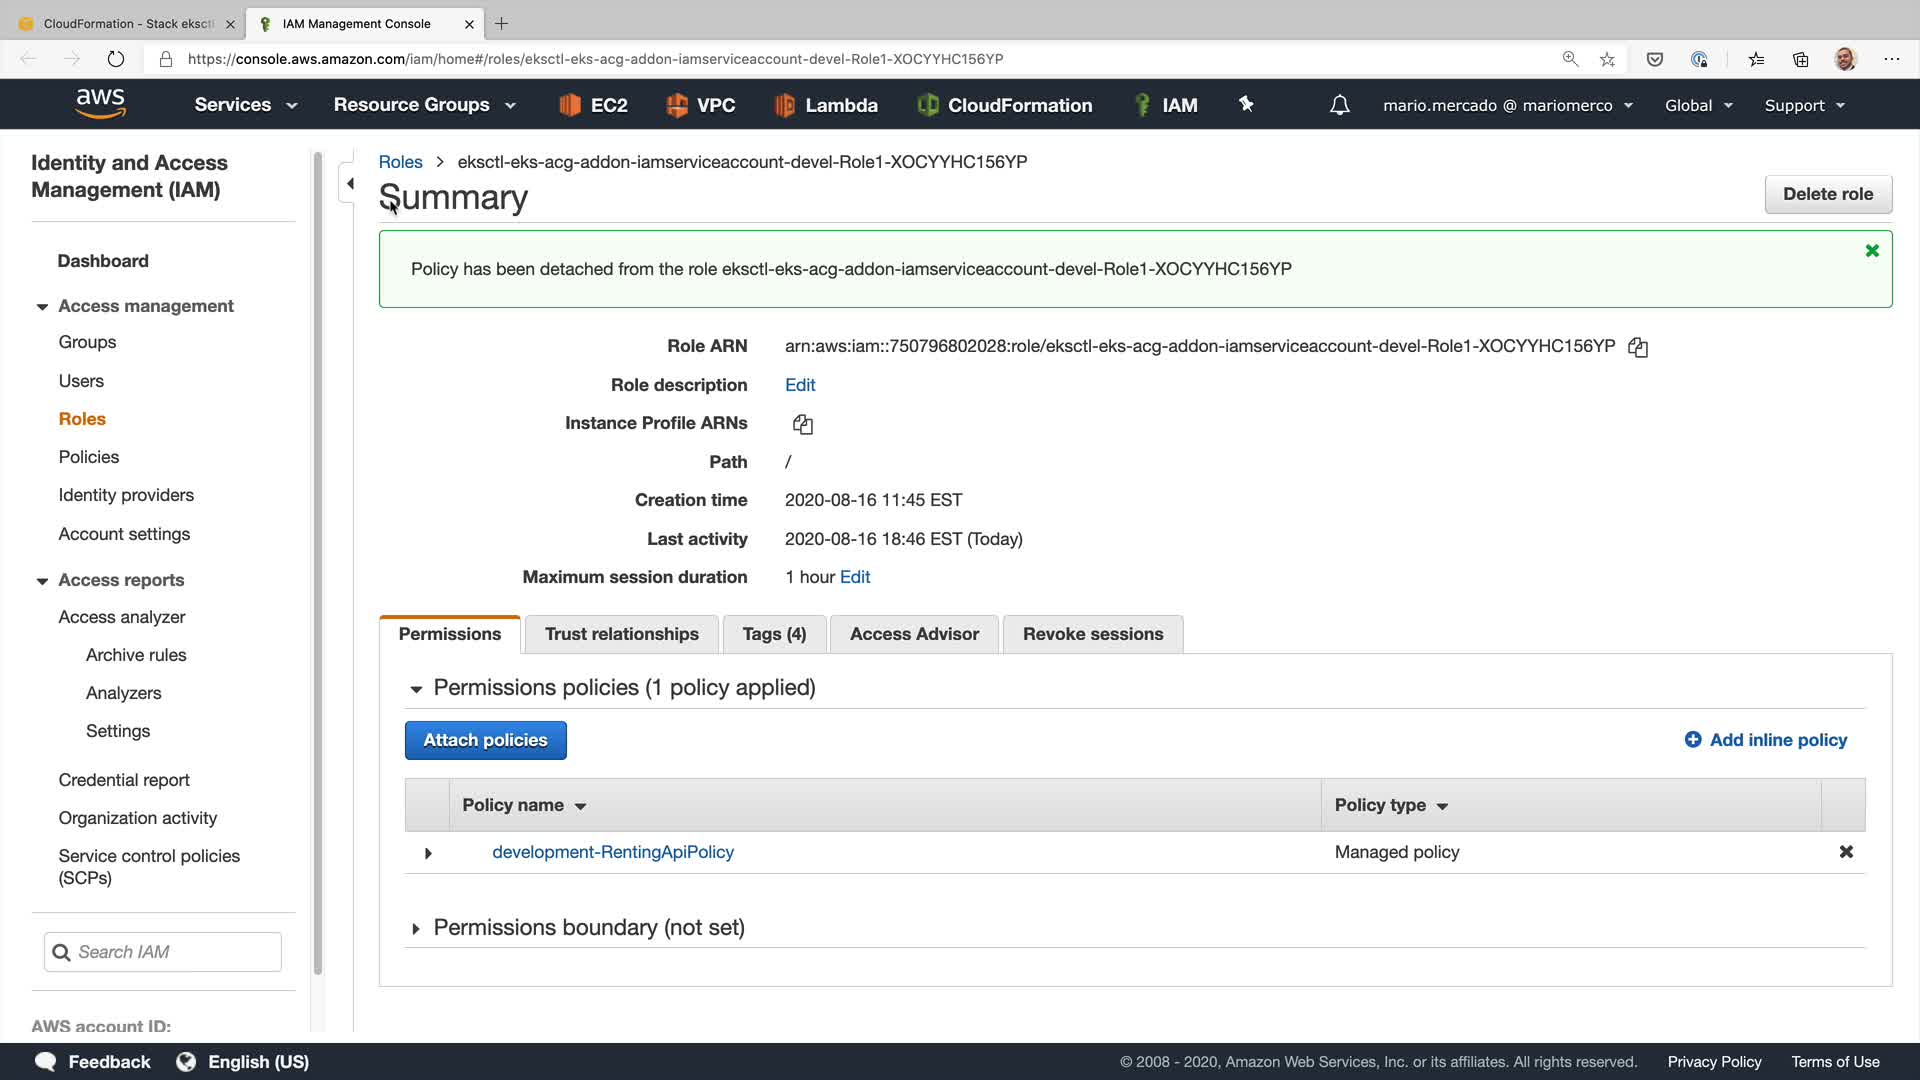 CloudFormation - Stack eksctl
IAM Management Console
https://console.aws.amazon.com/iam/home#/roles/eksctl-eks-acg-addon-iamserviceaccount-devel-Role1-XOCYYHC156YP
aws
Services
Resource Groups
EC2
VPC
Lambda
CloudFormation
IAM
mario.mercado @ mariomerco
Global
Support
Identity and Access
Management (IAM)
Dashboard
Access management
Groups
Users
Roles
Policies
Identity providers
Account settings
Access reports
Access analyzer
Archive rules
Analyzers
Settings
Credential report
Organization activity
Service control policies
(SCPs)
Search IAM
AWS account ID:
Roles > eksctl-eks-acg-addon-iamserviceaccount-devel-Role1-XOCYYHC156YP
Summary
Delete role
Policy has been detached from the role eksctl-eks-acg-addon-iamserviceaccount-devel-Role1-XOCYYHC156YP
Role ARN arn:aws:iam::750796802028:role/eksctl-eks-acg-addon-iamserviceaccount-devel-Role1-XOCYYHC156YP
Role description Edit
Instance Profile ARNs
Path /
Creation time 2020-08-16 11:45 EST
Last activity 2020-08-16 18:46 EST (Today)
Maximum session duration 1 hour Edit
Permissions
Trust relationships
Tags (4)
Access Advisor
Revoke sessions
Permissions policies (1 policy applied)
Attach policies
Add inline policy
Policy name
Policy type
development-RentingApiPolicy
Managed policy
Permissions boundary (not set)
Feedback
English (US)
© 2008 - 2020, Amazon Web Services, Inc. or its affiliates. All rights reserved.
Privacy Policy
Terms of Use